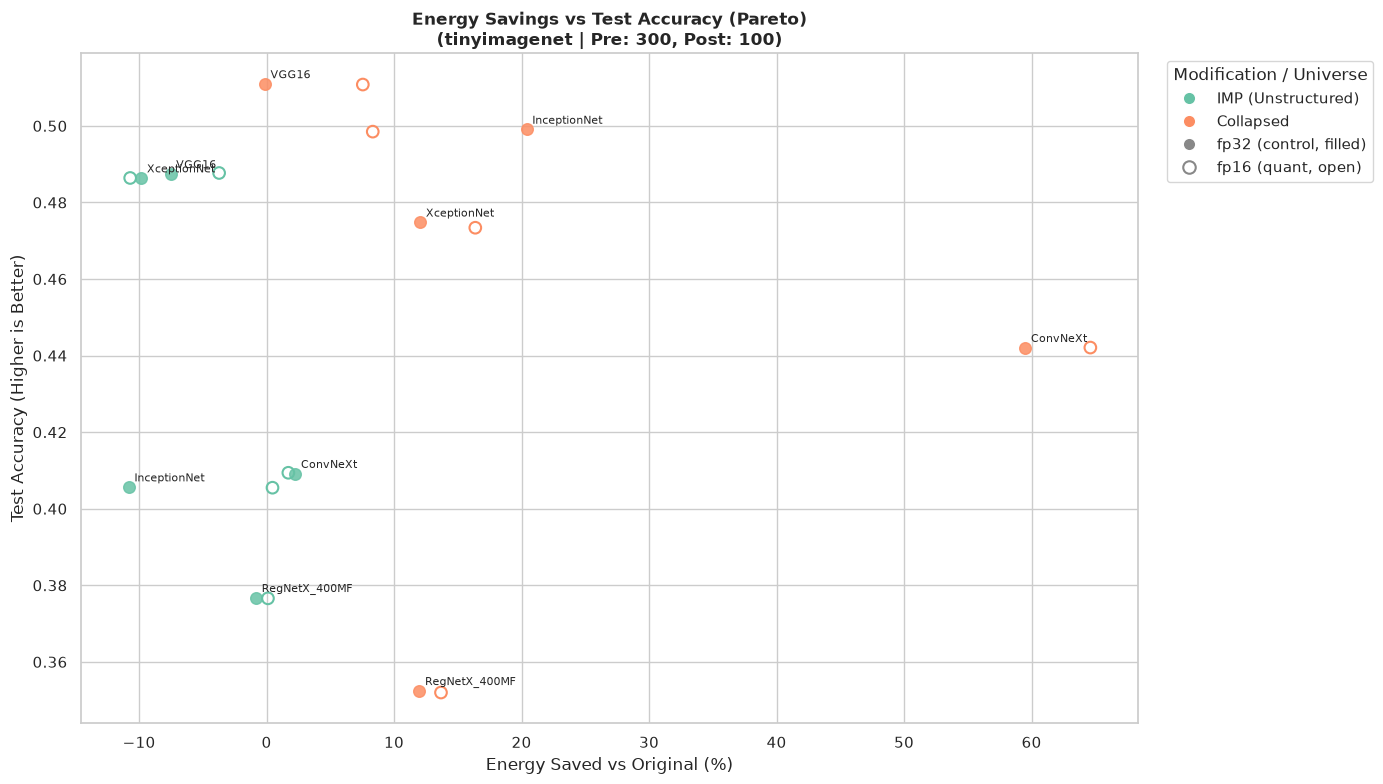 Energy Savings vs Test Accuracy (Pareto)
(tinyimagenet | Pre: 300, Post: 100)
Test Accuracy (Higher is Better)
0.50
0.48
0.46
0.44
0.42
0.40
0.38
0.36
VGG16
InceptionNet
VGG16
XceptionNet
XceptionNet
ConvNeXt
ConvNeXt
InceptionNet
RegNetX_400MF
RegNetX_400MF
−10
0
10
20
30
40
50
60
Energy Saved vs Original (%)
Modification / Universe
IMP (Unstructured)
Collapsed
fp32 (control, filled)
fp16 (quant, open)